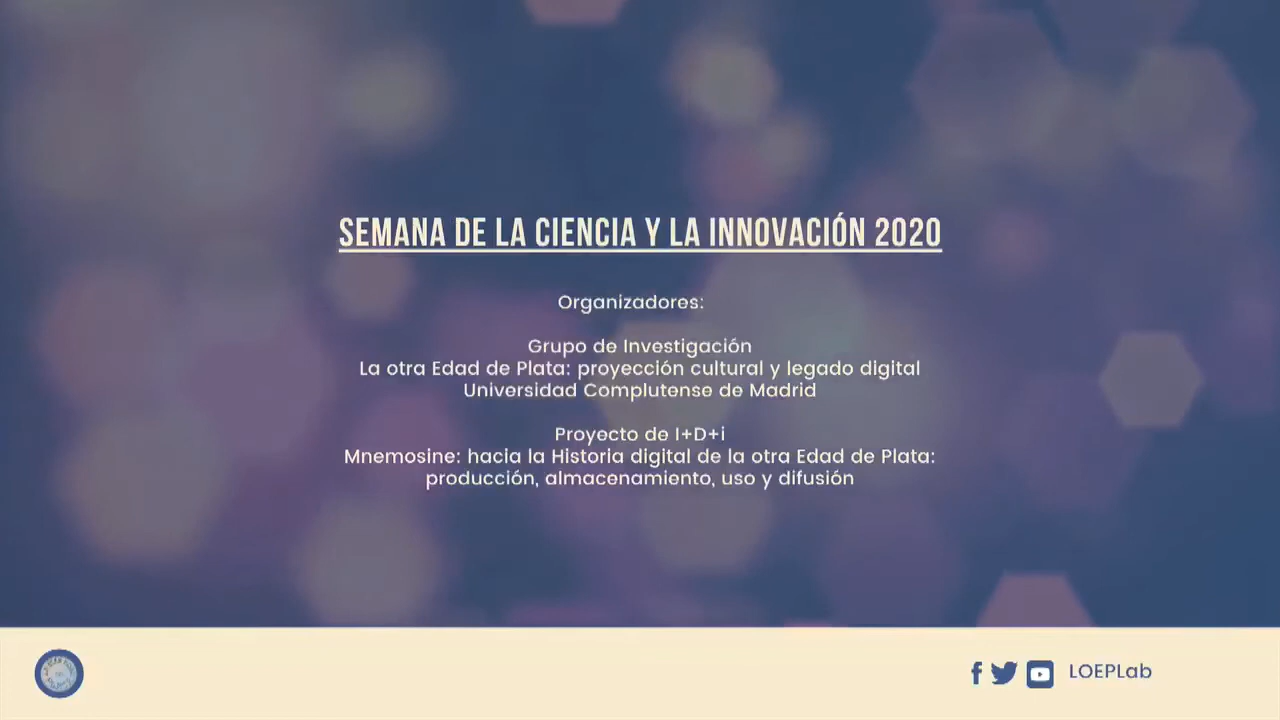 SEMANA DE LA CIENCIA Y LA INNOVACIÓN 2020
Organizadores:
Grupo de Investigación
La otra Edad de Plata: proyección cultural y legado digital
Universidad Complutense de Madrid
Proyecto de I+D+i
Mnemosine: hacia la Historia digital de la otra Edad de Plata:
producción, almacenamiento, uso y difusión
LOEPLab